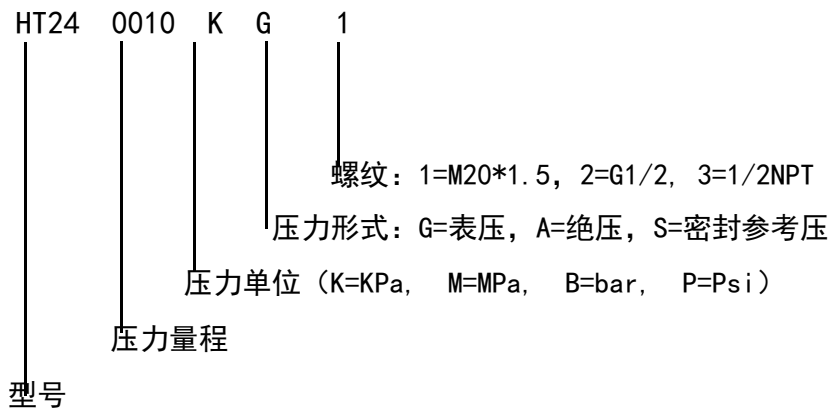 HT24 0010 K G 1
螺纹：1=M20*1.5，2=G1/2, 3=1/2NPT
压力形式：G=表压，A=绝压，S=密封参考压
压力单位（K=KPa, M=MPa, B=bar, P=Psi）
压力量程
型号